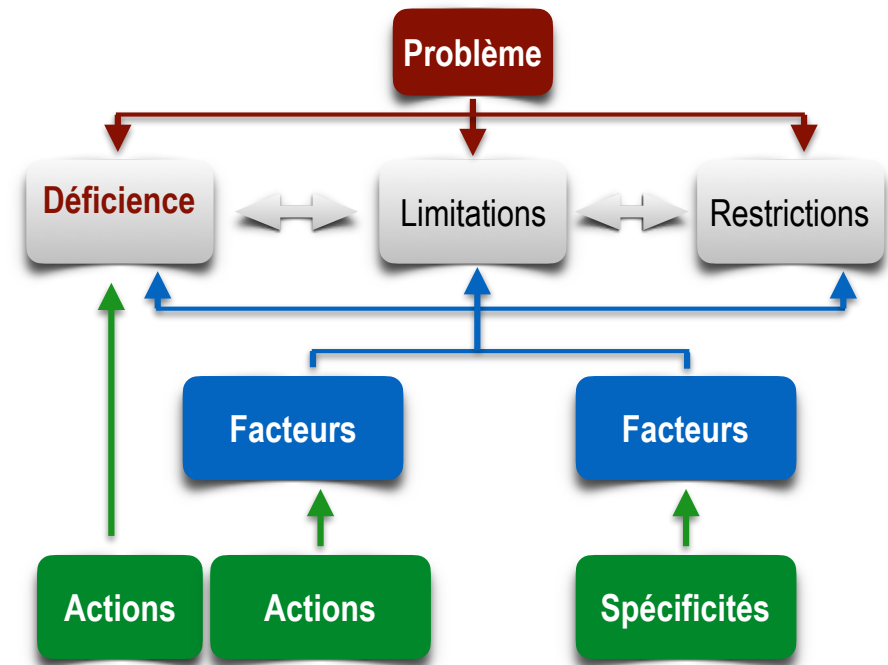 Problème
Déficience
Limitations
Restrictions
Facteurs
Facteurs
Actions
Actions
Spécificités